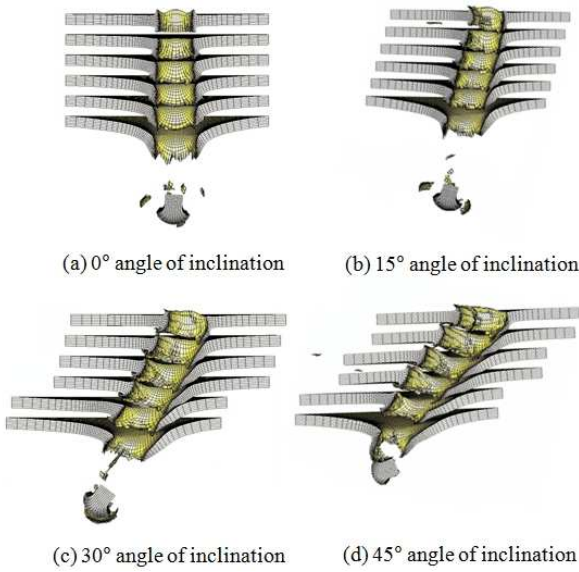 (a) 0° angle of inclination
(b) 15° angle of inclination
(c) 30° angle of inclination
(d) 45° angle of inclination